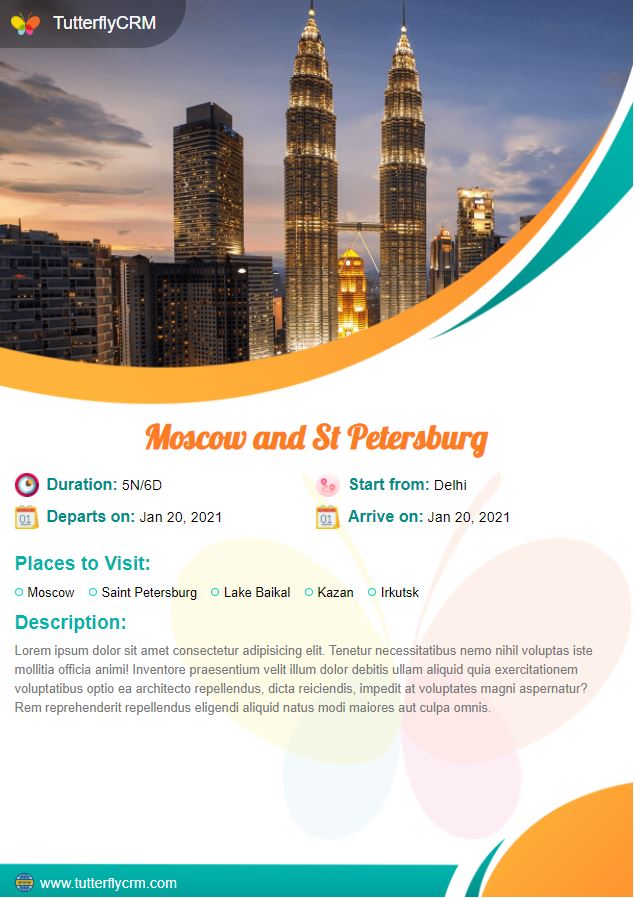 TutterflyCRM
Moscow and St Petersburg
Duration: 5N/6D
Start from: Delhi
01 Departs on: Jan 20, 2021
01 Arrive on: Jan 20, 2021
Places to Visit:
Moscow Saint Petersburg Lake Baikal Kazan Irkutsk
Description:
Lorem ipsum dolor sit amet consectetur adipisicing elit. Tenetur necessitatibus nemo nihil voluptas iste
mollitia officia animi! Inventore praesentium velit illum dolor debitis ullam aliquid quia exercitationem
voluptatibus optio ea architecto repellendus, dicta reiciendis, impedit at voluptates magni aspernatur?
Rem reprehenderit repellendus eligendi aliquid natus modi maiores aut culpa omnis.
www.tutterflycrm.com